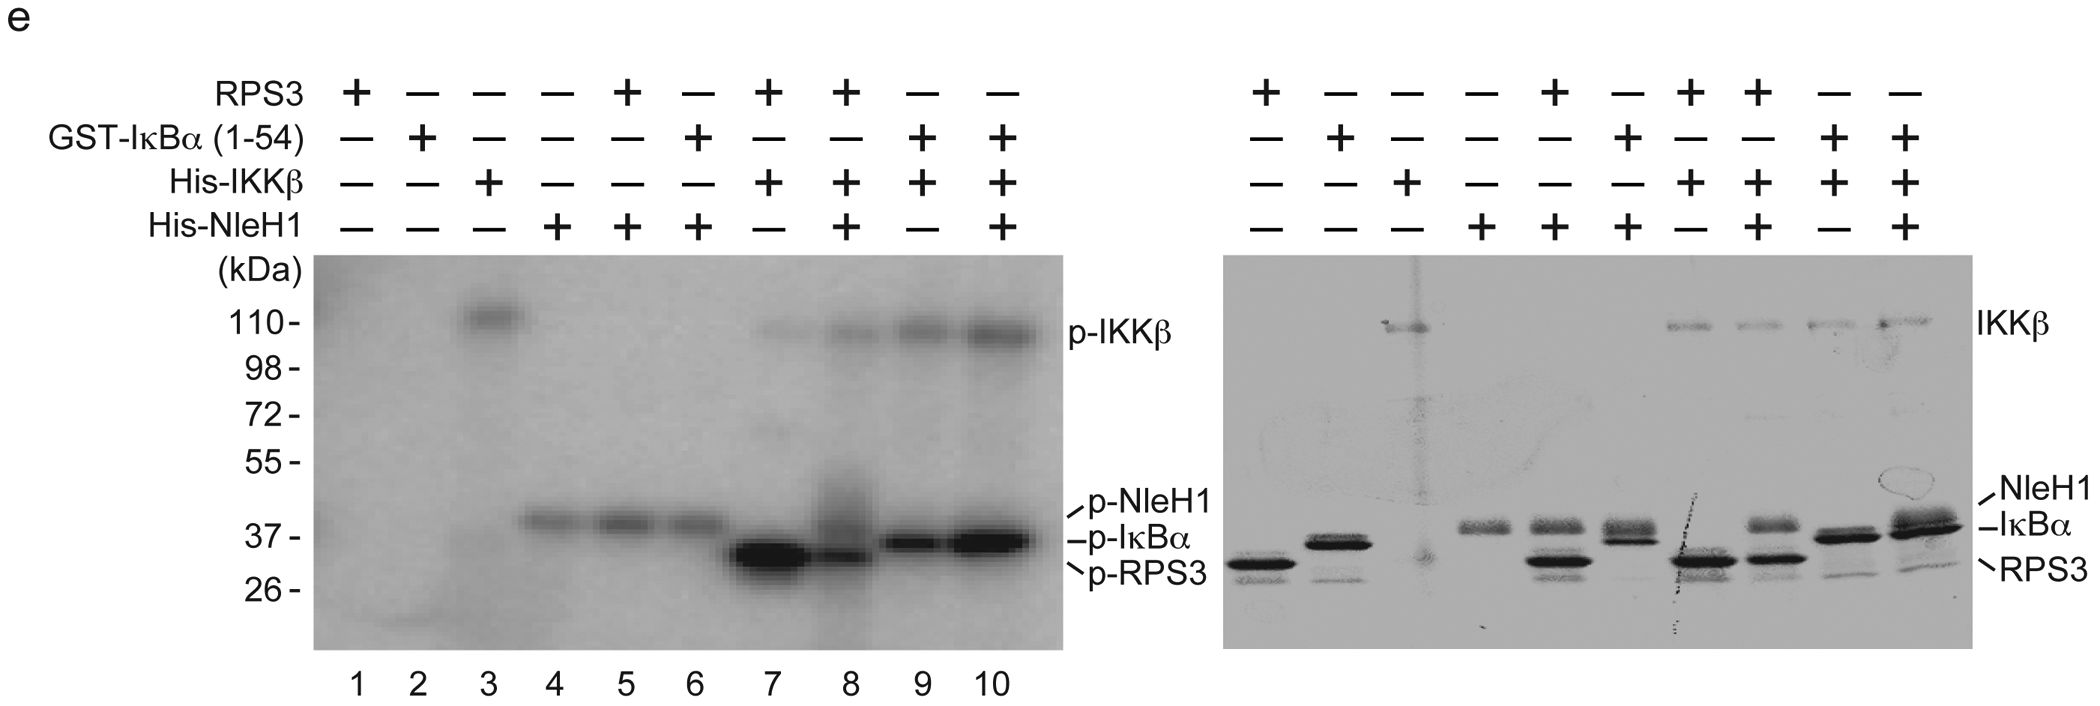 e
RPS3 + — — — + — + + — — + — — — + — + + — —
GST-IκBα (1-54) — + — — — + — — + + — + — — — + — — + +
His-IKKβ — — + — — — + + + + — — + — — — + + + +
His-NleH1 — — — + + + — + — + — — — + + + — + — +
(kDa)
110-
98-
72-
55-
37-
26-
p-IKKβ
p-NleH1
p-IκBα
p-RPS3
IKKβ
NleH1
IκBα
RPS3
1 2 3 4 5 6 7 8 9 10